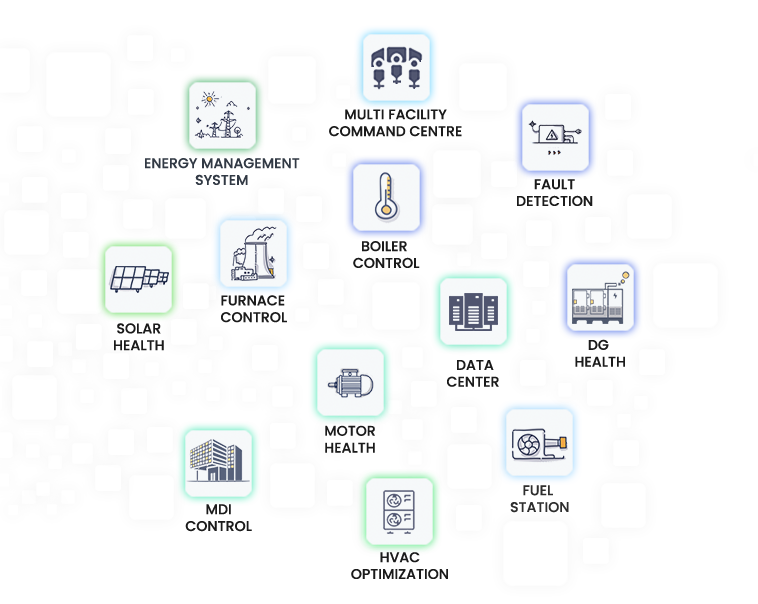 MULTI FACILITY
COMMAND CENTRE
ENERGY MANAGEMENT
SYSTEM
FAULT
DETECTION
BOILER
CONTROL
FURNACE
CONTROL
SOLAR
HEALTH
DG
HEALTH
DATA
CENTER
MOTOR
HEALTH
FUEL
STATION
MDI
CONTROL
HVAC
OPTIMIZATION